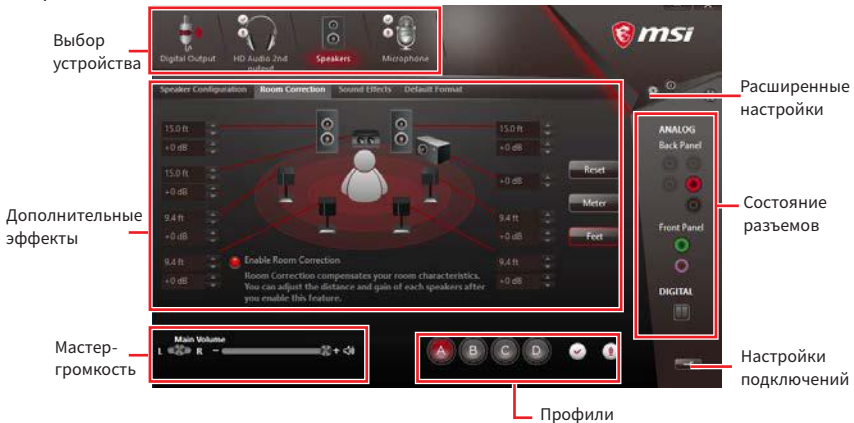 Выбор
устройства
Digital Output
HD Audio 2nd
output
Speakers
Microphone
msi
Расширенные
настройки
Speaker Configuration
Room Correction
Sound Effects
Default Format
15.0 ft
+0 dB
15.0 ft
+0 dB
9.4 ft
+0 dB
9.4 ft
+0 dB
15.0 ft
+0 dB
+0 dB
9.4 ft
+0 dB
9.4 ft
+0 dB
Reset
Meter
Feet
Enable Room Correction
Room Correction compensates your room characteristics.
You can adjust the distance and gain of each speakers after
you enable this feature.
Дополнительные
эффекты
ANALOG
Back Panel
Front Panel
DIGITAL
Состояние
разъемов
Мастер-
громкость
Main Volume
L
R
- +
A B C D
Профили
Настройки
подключений